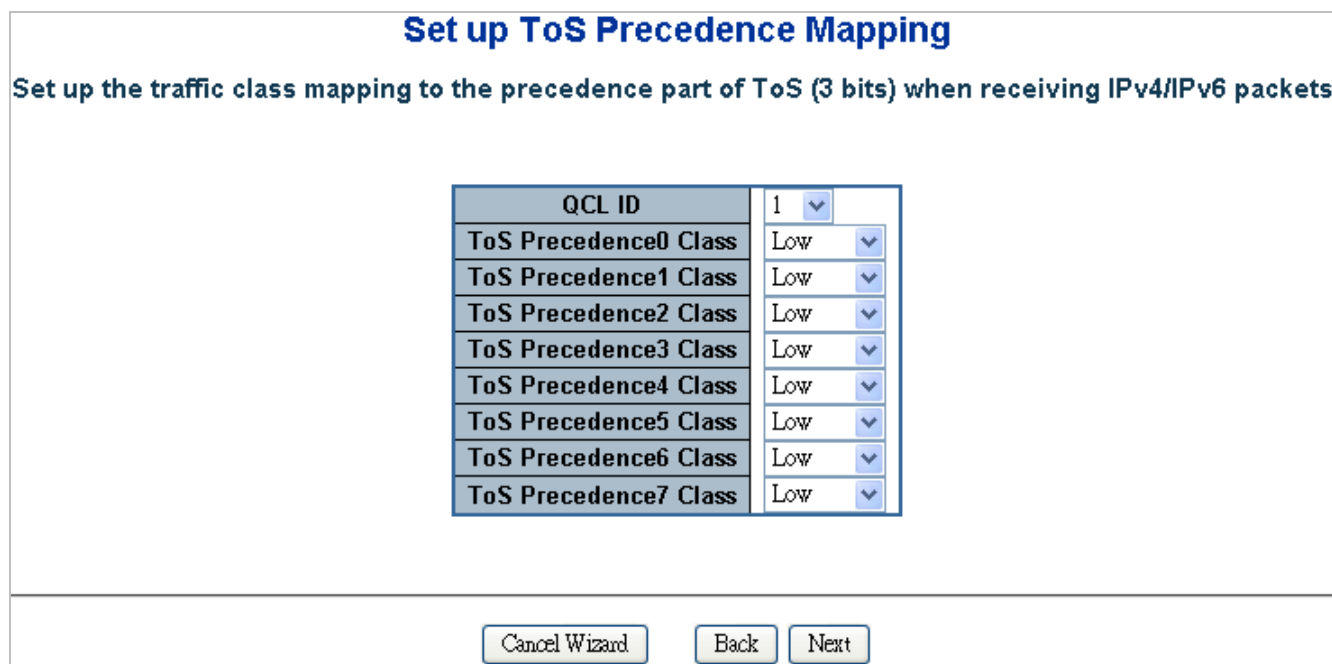 Set up ToS Precedence Mapping
Set up the traffic class mapping to the precedence part of ToS (3 bits) when receiving IPv4/IPv6 packets
QCL ID 1
ToS Precedence0 Class Low
ToS Precedence1 Class Low
ToS Precedence2 Class Low
ToS Precedence3 Class Low
ToS Precedence4 Class Low
ToS Precedence5 Class Low
ToS Precedence6 Class Low
ToS Precedence7 Class Low
Cancel Wizard Back Next